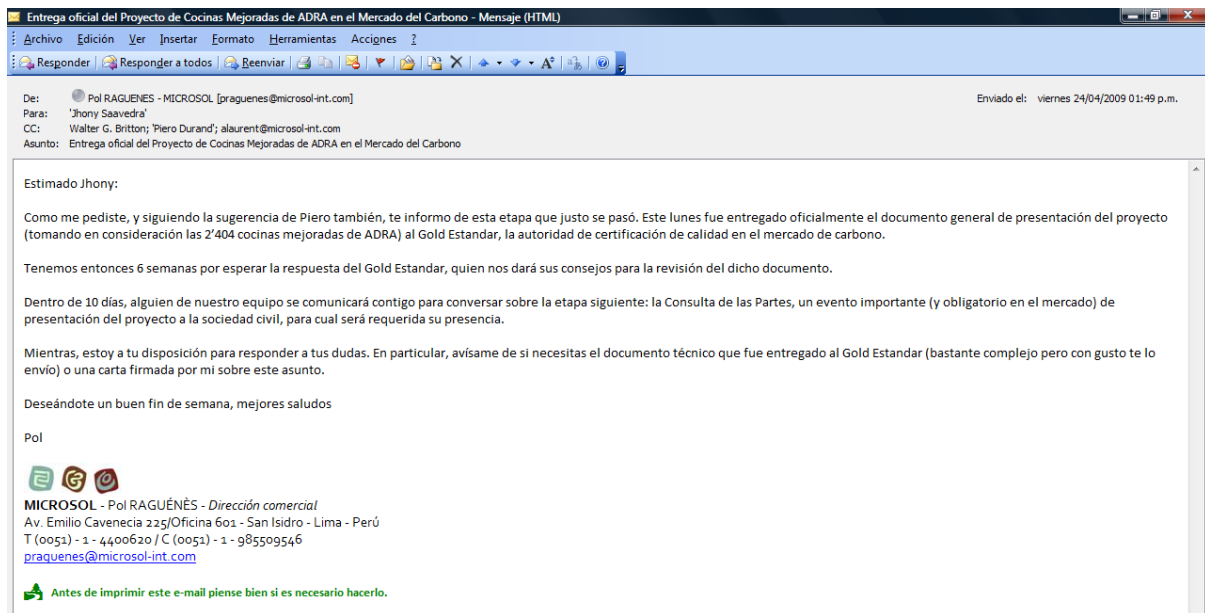 Entrega oficial del Proyecto de Cocinas Mejoradas de ADRA en el Mercado del Carbono - Mensaje (HTML)
Archivo Edición Ver Insertar Formato Herramientas Acciones ?
Responder Responder a todos Reenviar
De: Pol RAGUENES - MICROSOL [praguenes@microsol-int.com] Enviado el: viernes 24/04/2009 01:49 p.m.
Para: 'Jhony Saavedra'
CC: Walter G. Britton; 'Piero Durand'; alaurent@microsol-int.com
Asunto: Entrega oficial del Proyecto de Cocinas Mejoradas de ADRA en el Mercado del Carbono
Estimado Jhony:
Como me pediste, y siguiendo la sugerencia de Piero también, te informo de esta etapa que justo se pasó. Este lunes fue entregado oficialmente el documento general de presentación del proyecto
(tomando en consideración las 2'404 cocinas mejoradas de ADRA) al Gold Estandar, la autoridad de certificación de calidad en el mercado de carbono.
Tenemos entonces 6 semanas por esperar la respuesta del Gold Estandar, quien nos dará sus consejos para la revisión del dicho documento.
Dentro de 10 días, alguien de nuestro equipo se comunicará contigo para conversar sobre la etapa siguiente: la Consulta de las Partes, un evento importante (y obligatorio en el mercado) de
presentación del proyecto a la sociedad civil, para cual será requerida su presencia.
Mientras, estoy a tu disposición para responder a tus dudas. En particular, avísame de si necesitas el documento técnico que fue entregado al Gold Estandar (bastante complejo pero con gusto te lo
envío) o una carta firmada por mi sobre este asunto.
Deseándote un buen fin de semana, mejores saludos
Pol
MICROSOL - Pol RAGUÉNÈS - Dirección comercial
Av. Emilio Cavenecia 225/Oficina 601 - San Isidro - Lima - Perú
T (0051) - 1 - 4400620 / C (0051) - 1 - 985509546
praguenes@microsol-int.com
Antes de imprimir este e-mail piense bien si es necesario hacerlo.